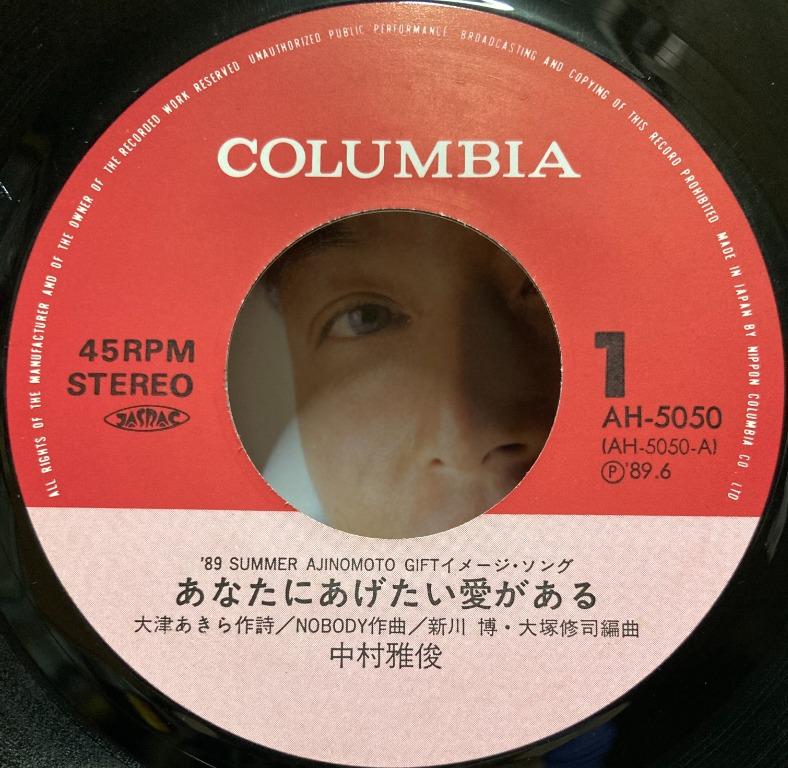 ALL RIGHTS OF THE MANUFACTURER AND OF THE OWNER OF THE RECORDED WORK RESERVED UNAUTHORIZED PUBLIC PERFORMANCE BROADCASTING AND COPYING OF THIS RECORD PROHIBITED MADE IN JAPAN BY NIPPON COLUMBIA CO., LTD
COLUMBIA
45RPM
STEREO
JASRAC
1
AH-5050
(AH-5050-A)
Ⓟ'89.6
'89 SUMMER AJINOMOTO GIFTイメージ・ソング
あなたにあげたい愛がある
大津あきら作詩／NOBODY作曲／新川 博・大塚修司編曲
中村雅俊